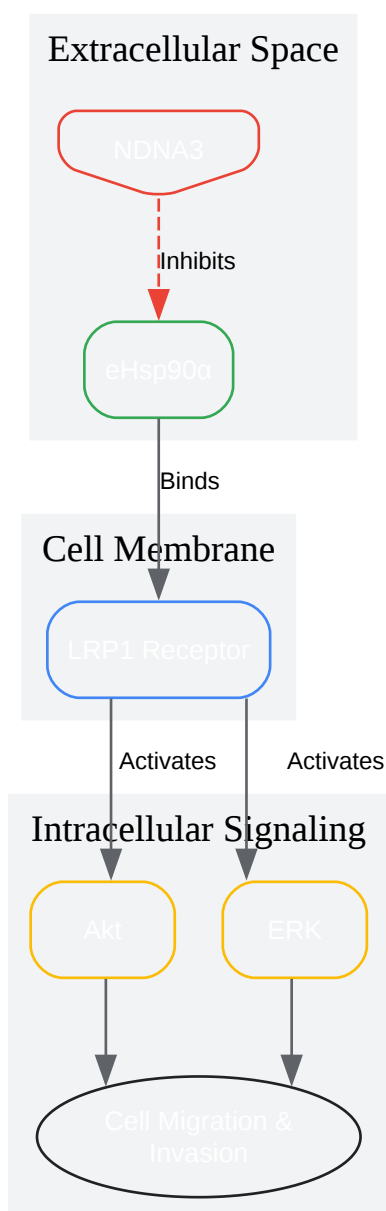 Extracellular Space
NDNA3
Inhibits
eHsp90α
Binds
Cell Membrane
LRP1 Receptor
Activates
Activates
Intracellular Signaling
Akt
ERK
Cell Migration &
Invasion